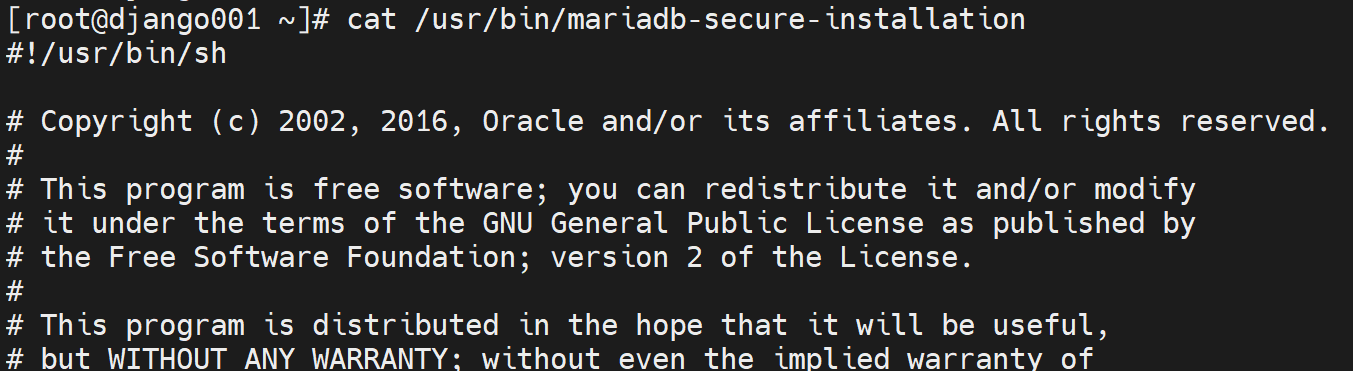 [root@django001 ~]# cat /usr/bin/mariadb-secure-installation
#!/usr/bin/sh
# Copyright (c) 2002, 2016, Oracle and/or its affiliates. All rights reserved.
#
# This program is free software; you can redistribute it and/or modify
# it under the terms of the GNU General Public License as published by
# the Free Software Foundation; version 2 of the License.
#
# This program is distributed in the hope that it will be useful,
# but WITHOUT ANY WARRANTY; without even the implied warranty of